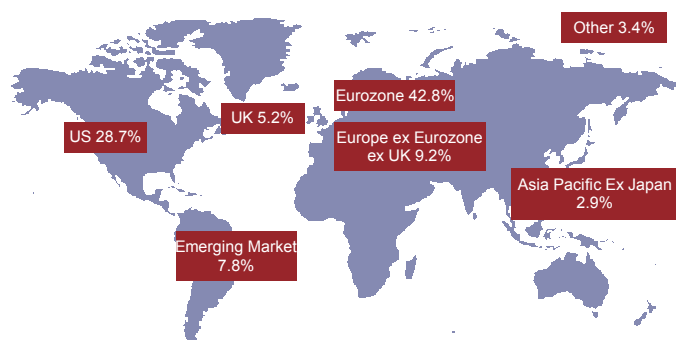 Other 3.4%
Eurozone 42.8%
UK 5.2%
US 28.7%
Europe ex Eurozone
ex UK 9.2%
Asia Pacific Ex Japan
2.9%
Emerging Market
7.8%